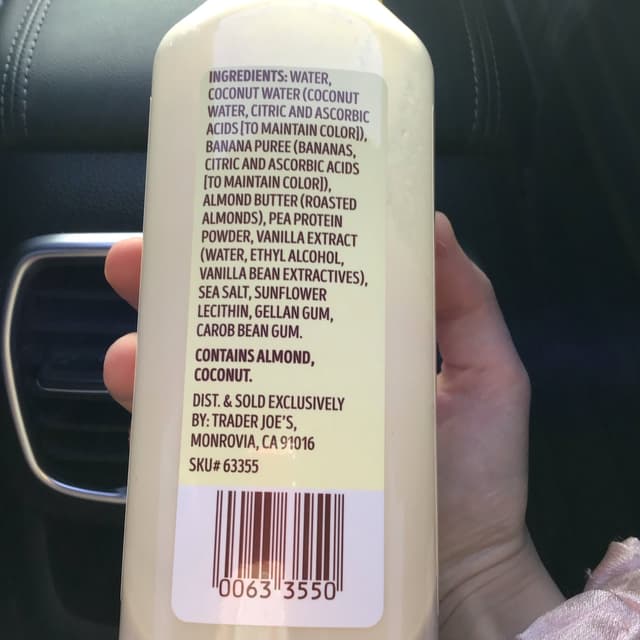 INGREDIENTS: WATER,
COCONUT WATER (COCONUT
WATER, CITRIC AND ASCORBIC
ACIDS [TO MAINTAIN COLOR]),
BANANA PUREE (BANANAS,
CITRIC AND ASCORBIC ACIDS
[TO MAINTAIN COLOR]),
ALMOND BUTTER (ROASTED
ALMONDS), PEA PROTEIN
POWDER, VANILLA EXTRACT
(WATER, ETHYL ALCOHOL,
VANILLA BEAN EXTRACTIVES),
SEA SALT, SUNFLOWER
LECITHIN, GELLAN GUM,
CAROB BEAN GUM.
CONTAINS ALMOND,
COCONUT.
DIST. & SOLD EXCLUSIVELY
BY: TRADER JOE'S,
MONROVIA, CA 91016
SKU# 63355
0063 3550